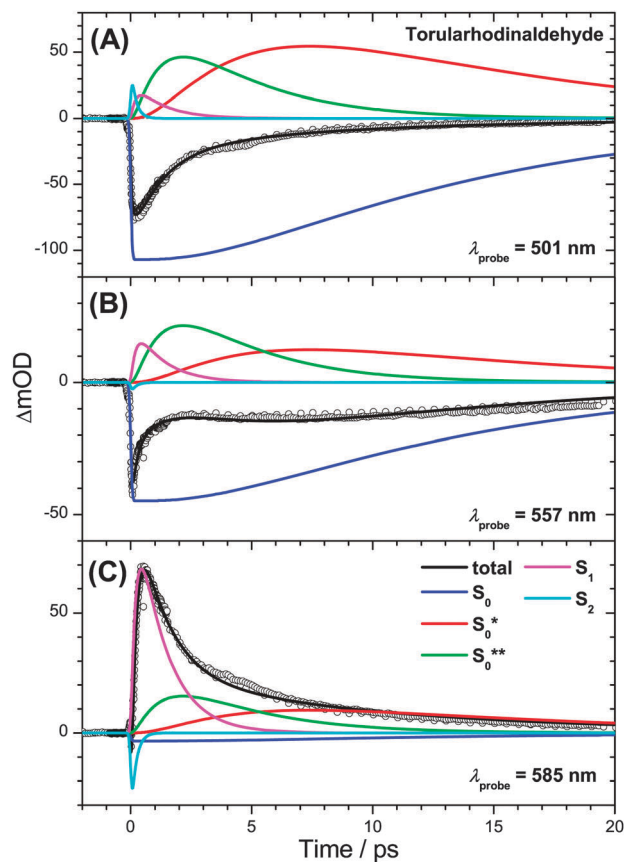 (A)
Torularhodinaldehyde
50
0
-50
-100
λprobe = 501 nm
(B)
0
-50
λprobe = 557 nm
ΔmOD
(C)
total
S1
S0
S2
S0*
S0**
50
0
λprobe = 585 nm
0 5 10 15 20
Time / ps